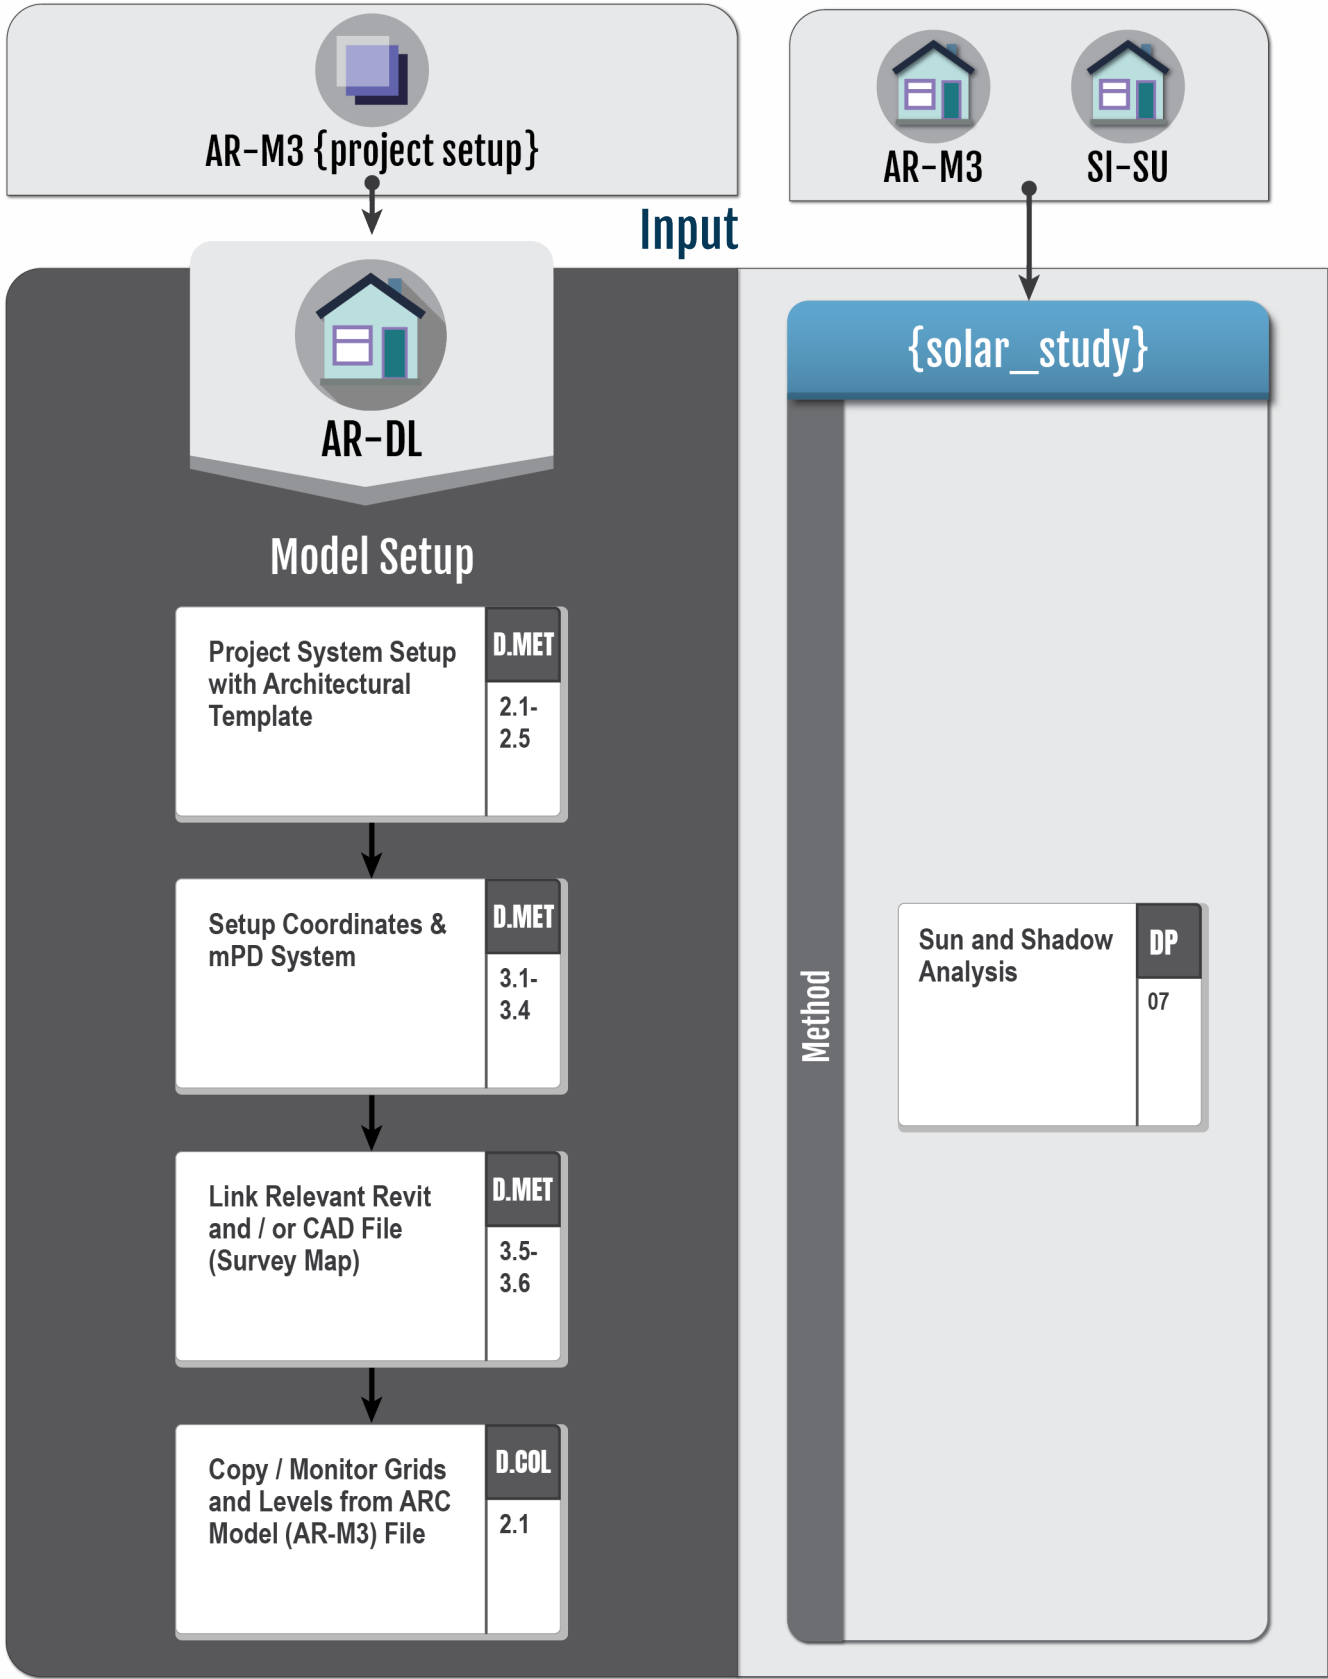 AR-M3 {project setup}
AR-M3
SI-SU
Input
AR-DL
Model Setup
Project System Setup
with Architectural
Template
D.MET
2.1-
2.5
Setup Coordinates &
mPD System
D.MET
3.1-
3.4
Link Relevant Revit
and / or CAD File
(Survey Map)
D.MET
3.5-
3.6
Copy / Monitor Grids
and Levels from ARC
Model (AR-M3) File
D.COL
2.1
{solar_study}
Method
Sun and Shadow
Analysis
DP
07